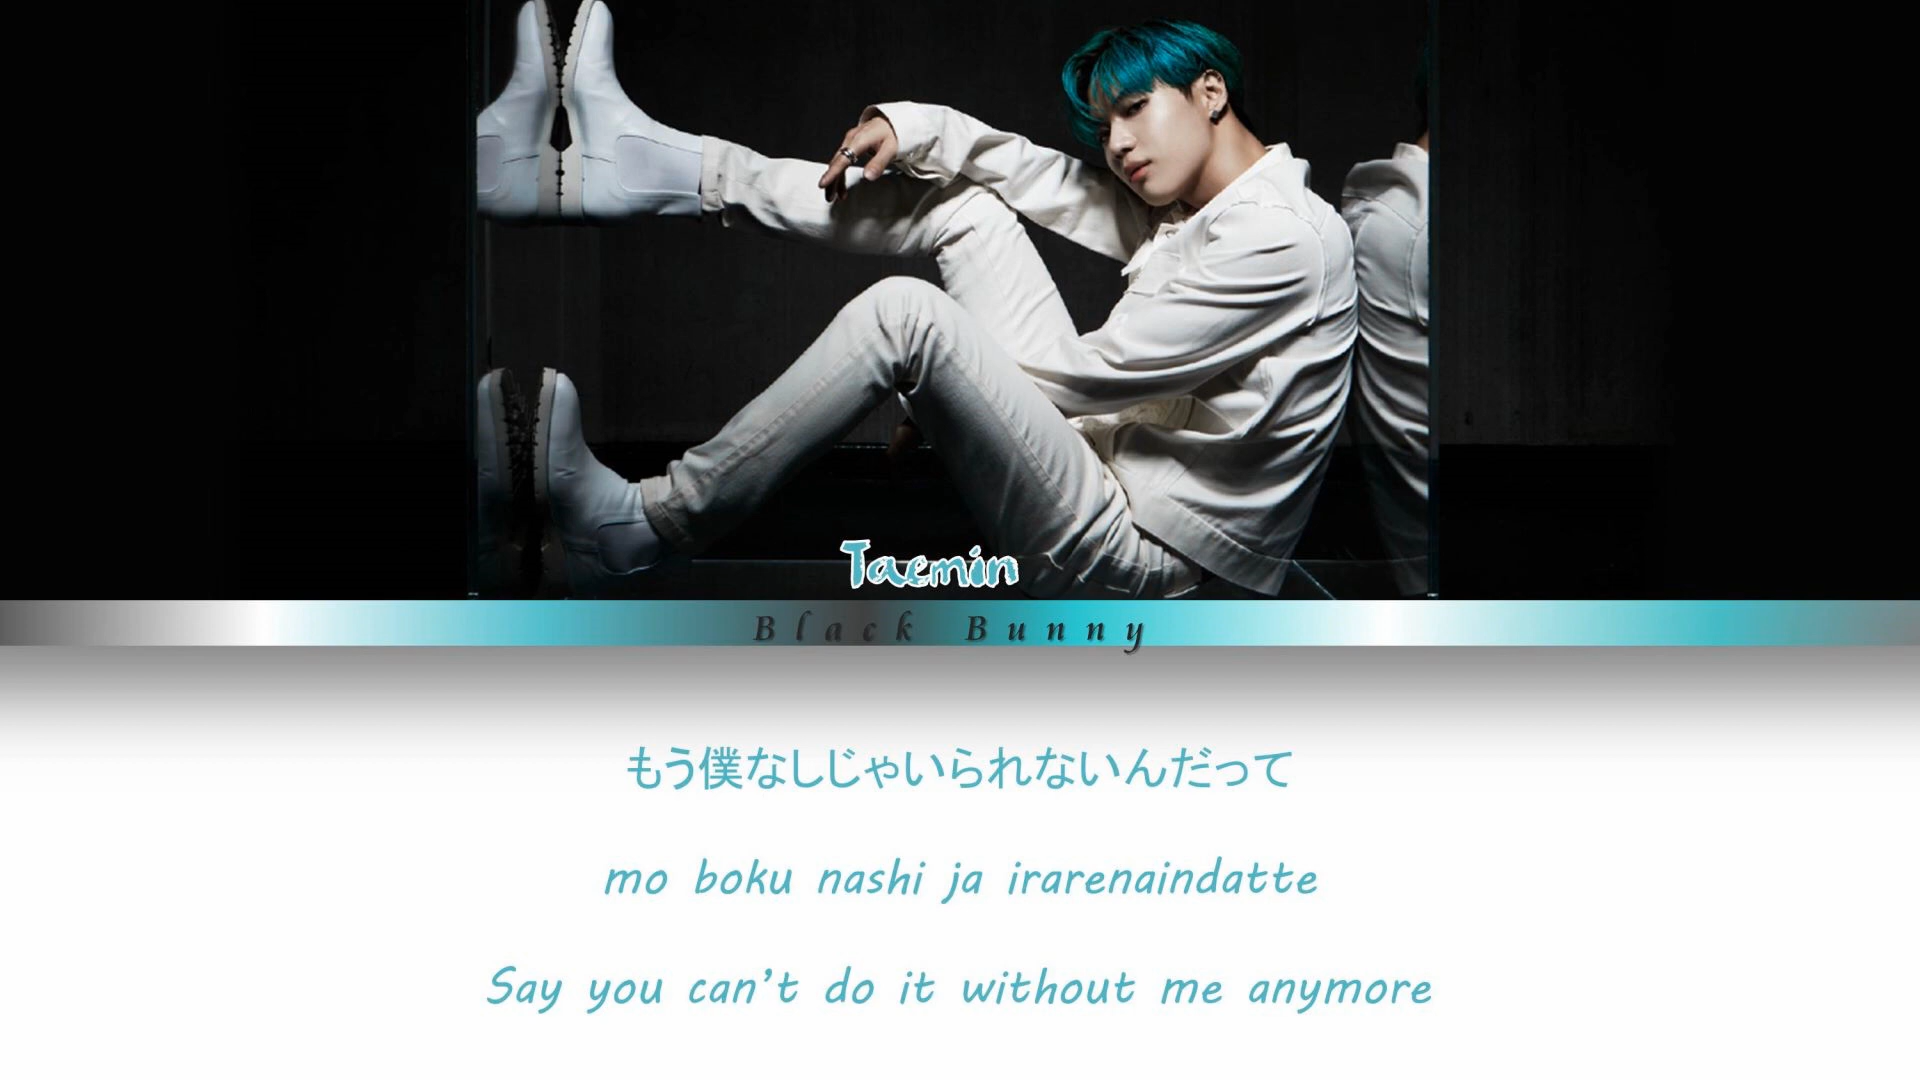 Taemin
Black Bunny
もう僕なしじゃいられないんだって
mo boku nashi ja irarenaindatte
Say you can't do it without me anymore